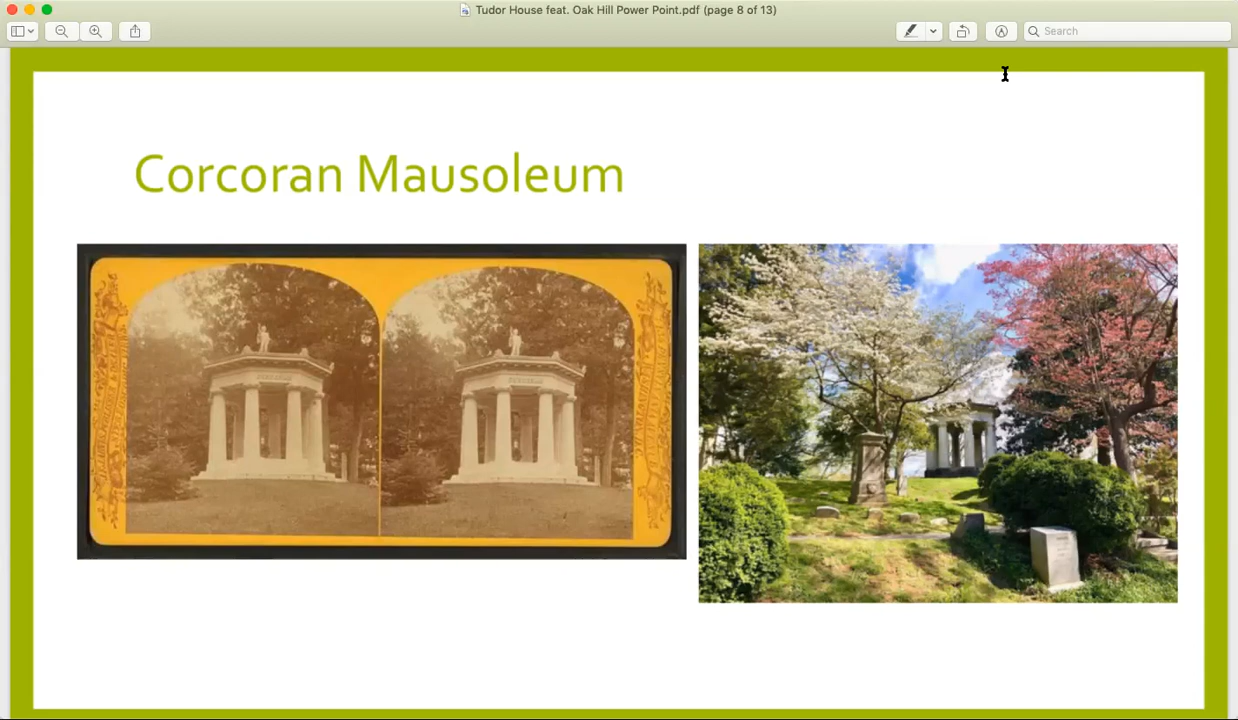 Tudor House feat. Oak Hill Power Point.pdf (page 8 of 13)
Search
Corcoran Mausoleum